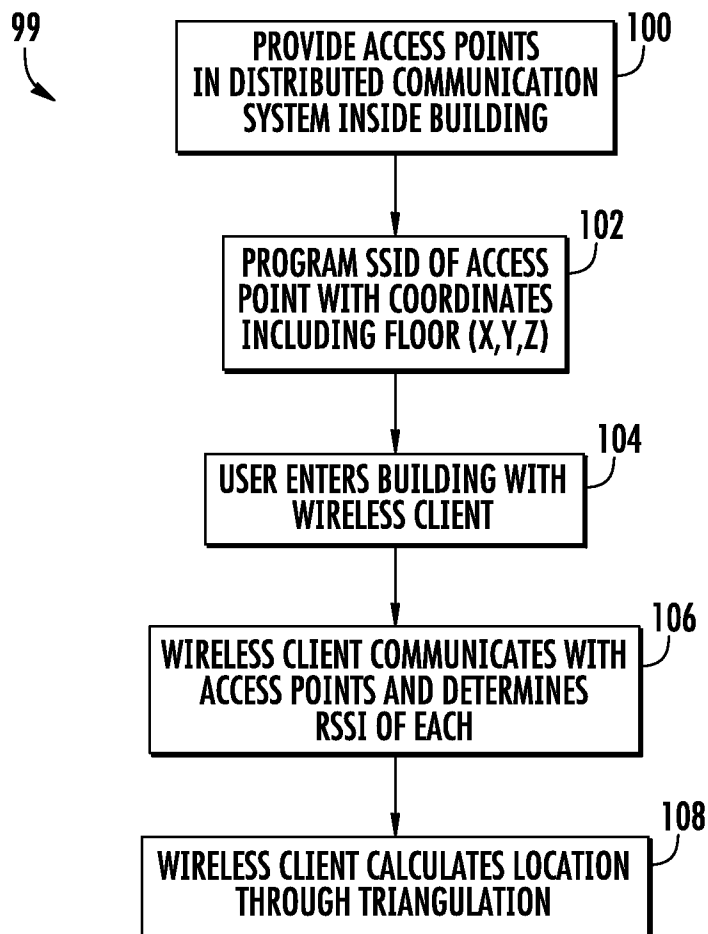 99
100
PROVIDE ACCESS POINTS
IN DISTRIBUTED COMMUNICATION
SYSTEM INSIDE BUILDING
102
PROGRAM SSID OF ACCESS
POINT WITH COORDINATES
INCLUDING FLOOR (X,Y,Z)
104
USER ENTERS BUILDING WITH
WIRELESS CLIENT
106
WIRELESS CLIENT COMMUNICATES WITH
ACCESS POINTS AND DETERMINES
RSSI OF EACH
108
WIRELESS CLIENT CALCULATES LOCATION
THROUGH TRIANGULATION